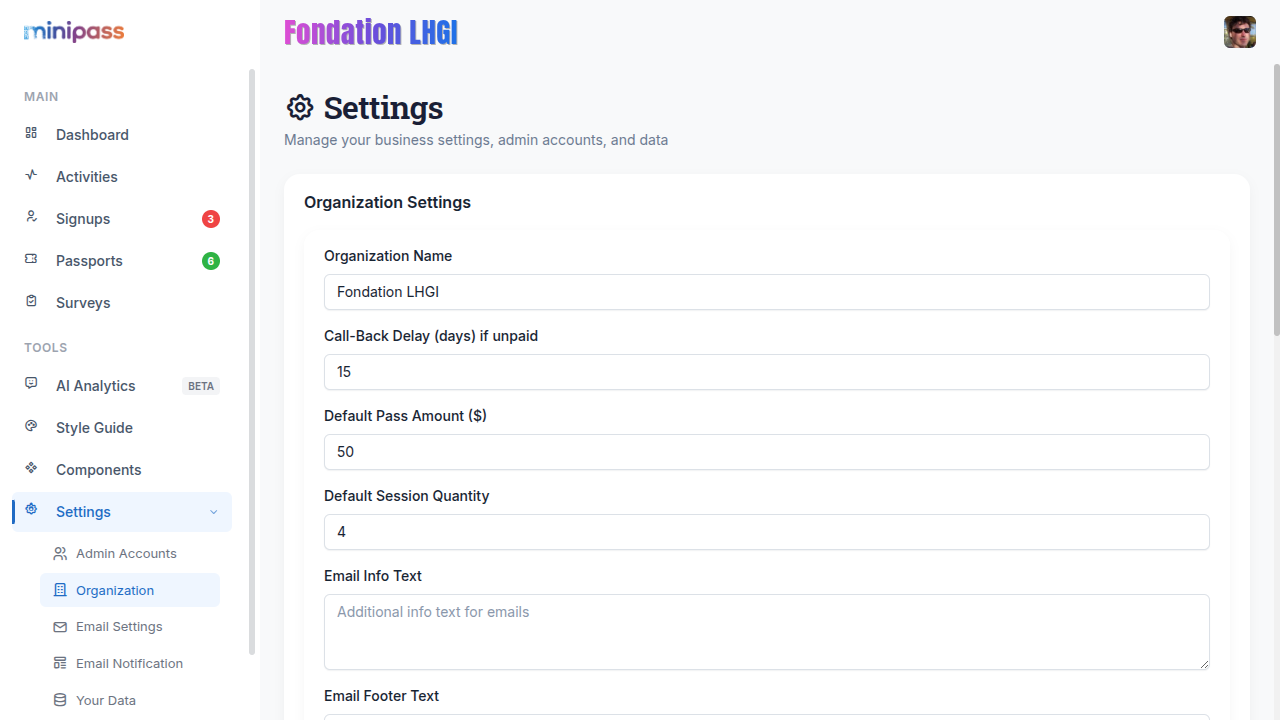 minipass
Fondation LHGI
MAIN
Dashboard
Activities
Signups 3
Passports 6
Surveys
TOOLS
AI Analytics BETA
Style Guide
Components
Settings
Admin Accounts
Organization
Email Settings
Email Notification
Your Data
Settings
Manage your business settings, admin accounts, and data
Organization Settings
Organization Name
Fondation LHGI
Call-Back Delay (days) if unpaid
15
Default Pass Amount ($)
50
Default Session Quantity
4
Email Info Text
Additional info text for emails
Email Footer Text